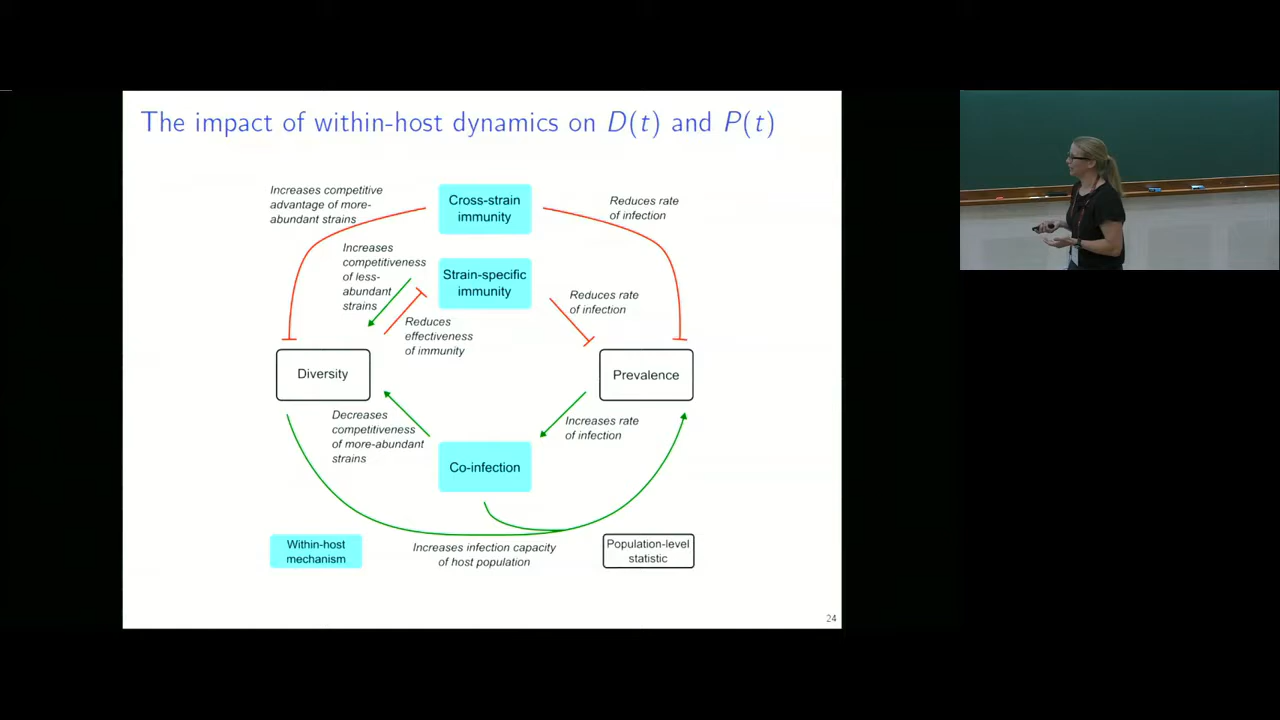 The impact of within-host dynamics on D(t) and P(t)
Increases competitive
advantage of more-
abundant strains
Cross-strain
immunity
Reduces rate
of infection
Increases
competitiveness
of less-
abundant
strains
Strain-specific
immunity
Reduces rate
of infection
Reduces
effectiveness
of immunity
Diversity
Prevalence
Decreases
competitiveness
of more-abundant
strains
Increases rate
of infection
Co-infection
Within-host
mechanism
Increases infection capacity
of host population
Population-level
statistic
24